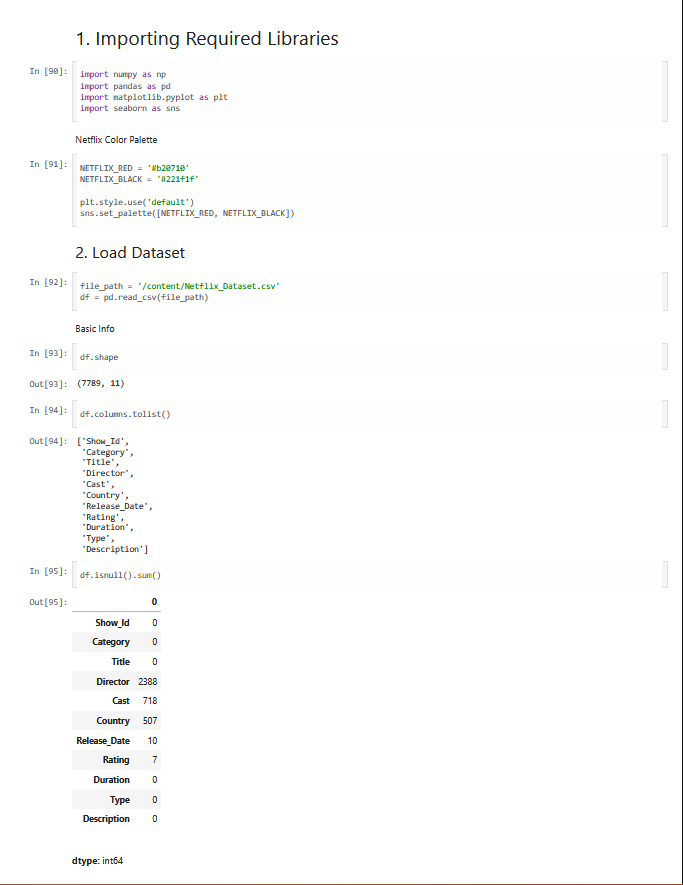 1. Importing Required Libraries
In [90]:
import numpy as np
import pandas as pd
import matplotlib.pyplot as plt
import seaborn as sns
Netflix Color Palette
In [91]:
NETFLIX_RED = '#b20710'
NETFLIX_BLACK = '#221f1f'
plt.style.use('default')
sns.set_palette([NETFLIX_RED, NETFLIX_BLACK])
2. Load Dataset
In [92]:
file_path = '/content/Netflix_Dataset.csv'
df = pd.read_csv(file_path)
Basic Info
In [93]:
df.shape
Out[93]: (7789, 11)
In [94]:
df.columns.tolist()
Out[94]: ['Show_Id',
'Category',
'Title',
'Director',
'Cast',
'Country',
'Release_Date',
'Rating',
'Duration',
'Type',
'Description']
In [95]:
df.isnull().sum()
Out[95]:
0
Show_Id 0
Category 0
Title 0
Director 2388
Cast 718
Country 507
Release_Date 10
Rating 7
Duration 0
Type 0
Description 0
dtype: int64